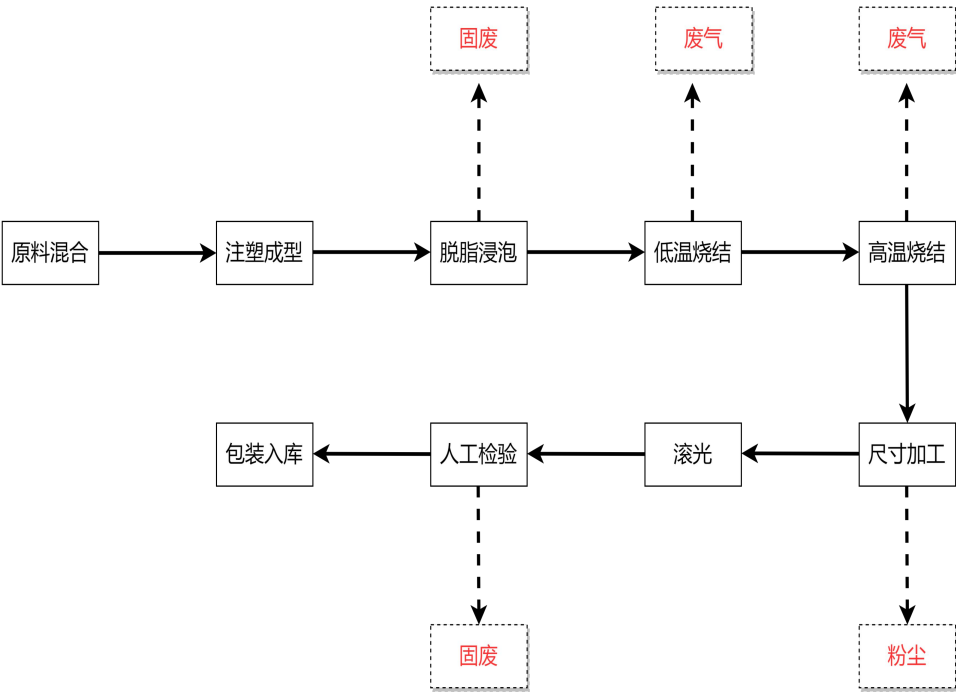 固废
废气
废气
原料混合
注塑成型
脱脂浸泡
低温烧结
高温烧结
包装入库
人工检验
滚光
尺寸加工
固废
粉尘